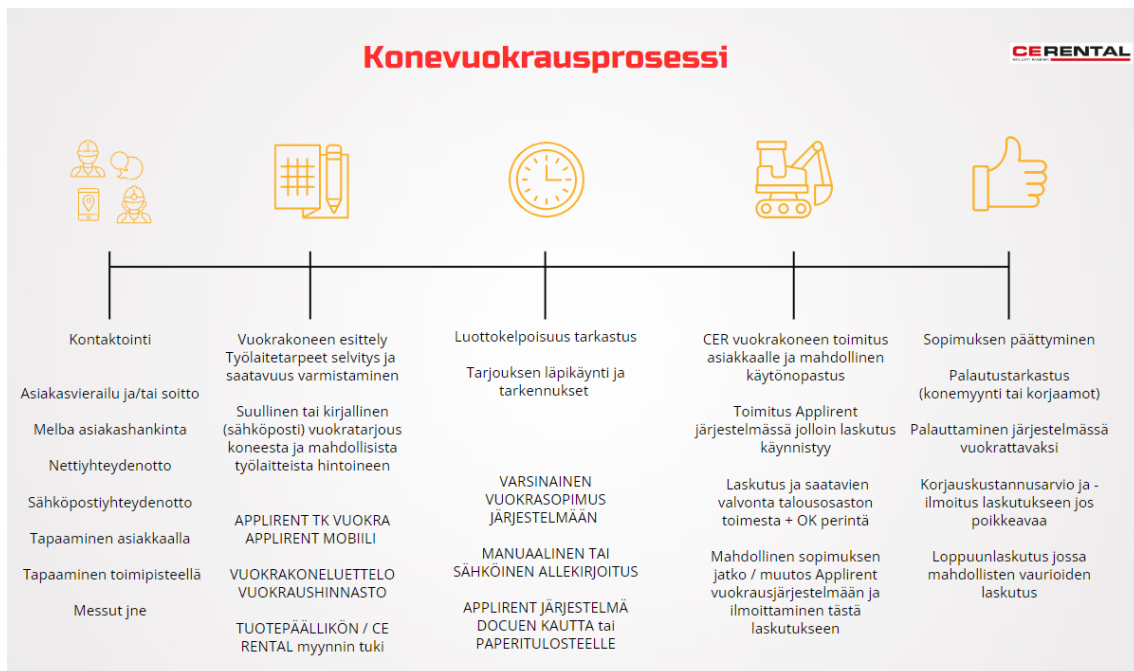 Konevuokrausprosessi
CERENTAL
Kontaktointi
Asiakasvierailu ja/tai soitto
Melba asiakashankinta
Nettiyhteydenotto
Sähköpostiyhteydenotto
Tapaaminen asiakkaalla
Tapaaminen toimipisteellä
Messut jne
Vuokrakoneen esittely
Työlaitetarpeet selvitys ja
saatavuus varmistaminen
Suullinen tai kirjallinen
(sähköposti) vuokratarjous
koneesta ja mahdollisista
työlaitteista hintoineen
APPLIRENT TK VUOKRA
APPLIRENT MOBIILI
VUOKRAKONELUETTELO
VUOKRAUSHINNASTO
TUOTEPÄÄLLIKÖN / CE
RENTAL myynnin tuki
Luottokelpoisuus tarkastus
Tarjouksen läpikäynti ja
tarkennukset
VARSINAINEN
VUOKRASOPIMUS
JÄRJESTELMÄÄN
MANUAALINEN TAI
SÄHKÖINEN ALLEKIRJOITUS
APPLIRENT JÄRJESTELMÄ
DOCUEN KAUTTA tai
PAPERITULOSTEELLE
CER vuokrakoneen toimitus
asiakkaalle ja mahdollinen
käytönopastus
Toimitus Applirent
järjestelmässä jolloin laskutus
käynnistyy
Laskutus ja saatavien
valvonta talousosaston
toimesta + OK perintä
Mahdollinen sopimuksen
jatko / muutos Applirent
vuokrausjärjestelmään ja
ilmoittaminen tästä
laskutukseen
Sopimuksen päättyminen
Palautustarkastus
(konemyynti tai korjaamot)
Palauttaminen järjestelmässä
vuokrattavaksi
Korjauskustannusarvio ja -
ilmoitus laskutukseen jos
poikkeavaa
Loppuunlaskutus jossa
mahdollisten vaurioiden
laskutus